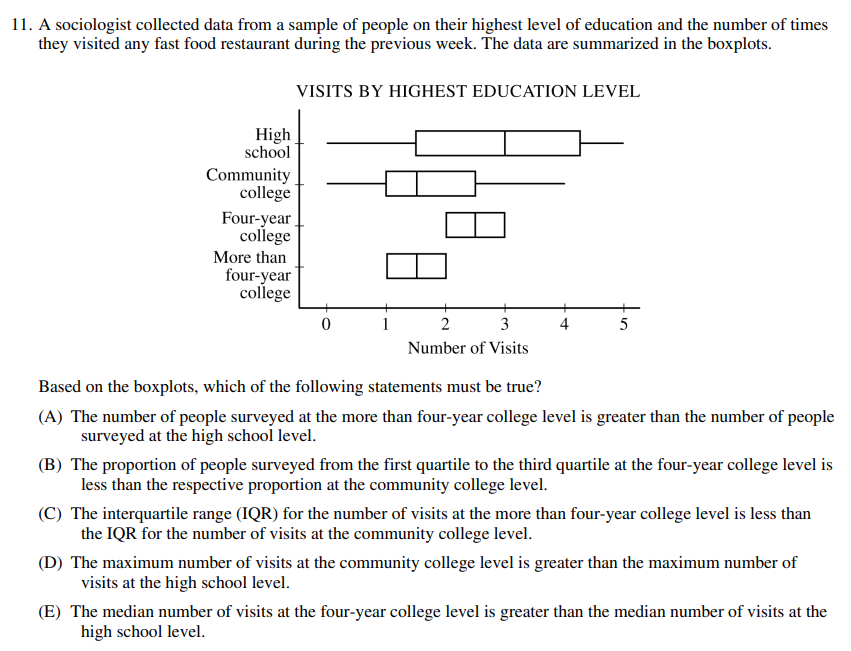 11. A sociologist collected data from a sample of people on their highest level of education and the number of times
they visited any fast food restaurant during the previous week. The data are summarized in the boxplots.
VISITS BY HIGHEST EDUCATION LEVEL
High
school
Community
college
Four-year
college
More than
four-year
college
0 1 2 3 4 5
Number of Visits
Based on the boxplots, which of the following statements must be true?
(A) The number of people surveyed at the more than four-year college level is greater than the number of people
surveyed at the high school level.
(B) The proportion of people surveyed from the first quartile to the third quartile at the four-year college level is
less than the respective proportion at the community college level.
(C) The interquartile range (IQR) for the number of visits at the more than four-year college level is less than
the IQR for the number of visits at the community college level.
(D) The maximum number of visits at the community college level is greater than the maximum number of
visits at the high school level.
(E) The median number of visits at the four-year college level is greater than the median number of visits at the
high school level.